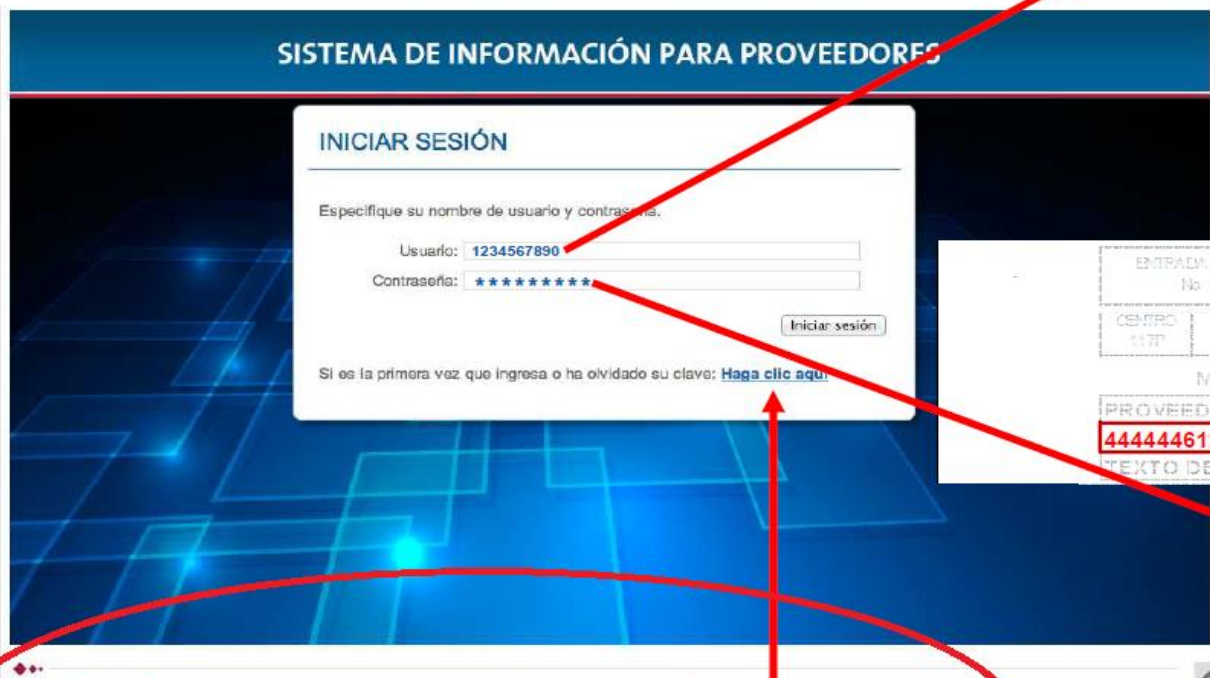 SISTEMA DE INFORMACIÓN PARA PROVEEDORES
INICIAR SESIÓN
Especifique su nombre de usuario y contraseña.
Usuario: 1234567890
Contraseña: *********
Iniciar sesión
Si es la primera vez que ingresa o ha olvidado su clave: Haga clic aquí
ENTRADA
No.
CENTRO
M
PROVEED
44444461
TEXTO DE